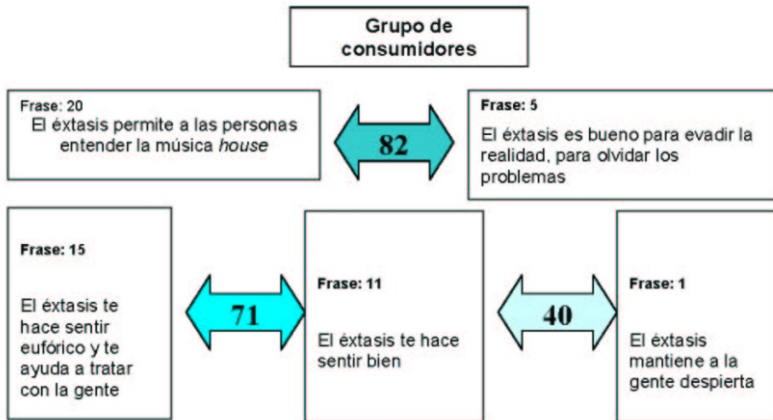 Grupo de
consumidores
Frase: 20
El éxtasis permite a las personas
entender la música house
82
Frase: 5
El éxtasis es bueno para evadir la
realidad, para olvidar los
problemas
Frase: 15
El éxtasis te
hace sentir
eufórico y te
ayuda a tratar
con la gente
71
Frase: 11
El éxtasis te hace
sentir bien
40
Frase: 1
El éxtasis
mantiene a la
gente despierta